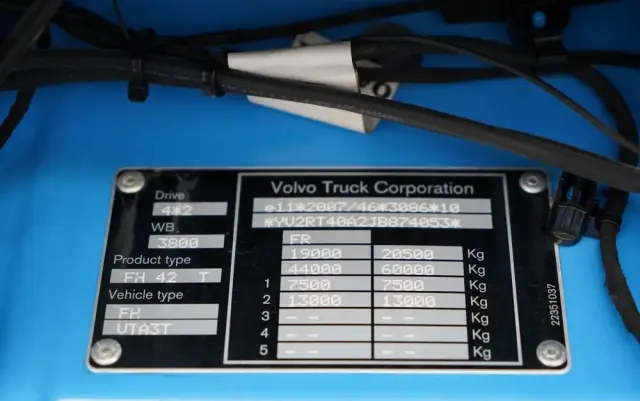 Volvo Truck Corporation
Drive
4*2
WB
3800
Product type
FH 42 T
Vehicle type
FH
VTA3T
e11*2007/46*3086*10
*YV2RT40A2JB874053*
FR
19000 20500 Kg
44000 60000 Kg
1 7500 7500 Kg
2 13000 13000 Kg
3 -- -- Kg
4 -- -- Kg
5 -- -- Kg
22351037